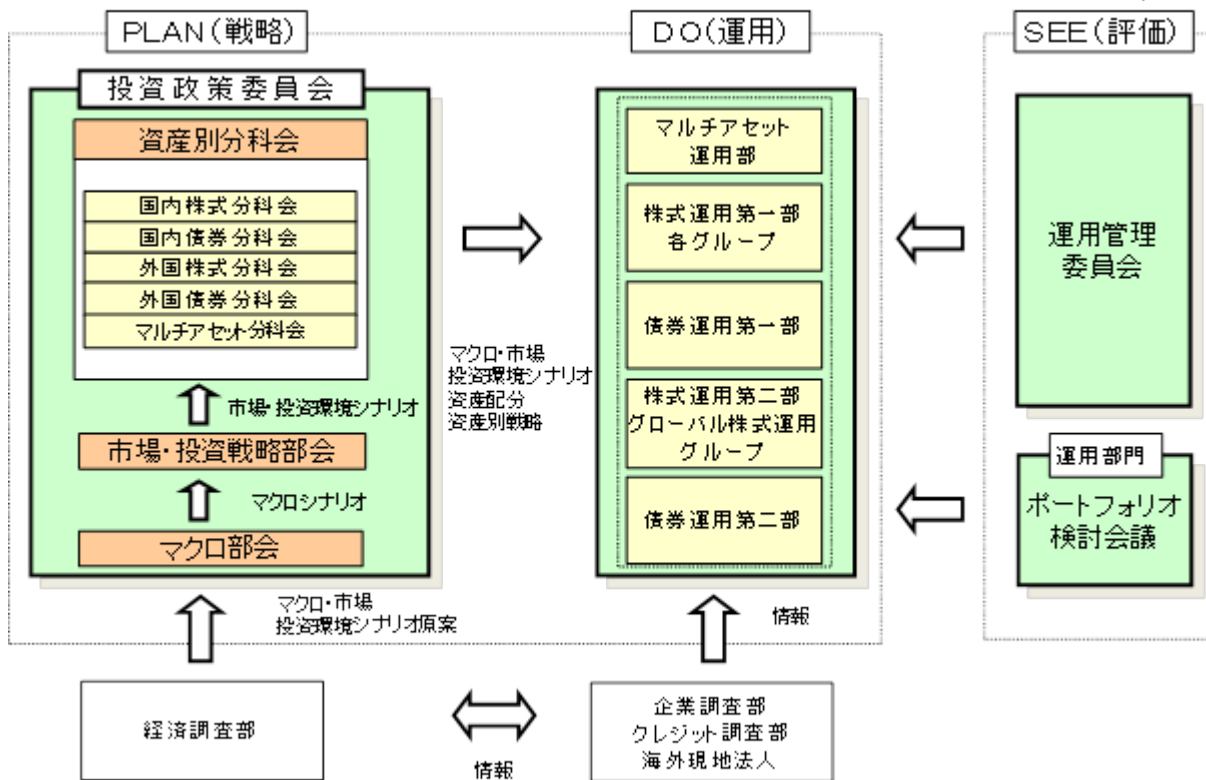 PLAN(戦略)
投資政策委員会
資産別分科会
国内株式分科会
国内債券分科会
外国株式分科会
外国債券分科会
マルチアセット分科会
市場・投資環境シナリオ
市場・投資戦略部会
マクロシナリオ
マクロ部会
マクロ・市場
投資環境シナリオ原案
経済調査部
マクロ・市場
投資環境シナリオ
資産配分
資産別戦略
DO(運用)
マルチアセット
運用部
株式運用第一部
各グループ
債券運用第一部
株式運用第二部
グローバル株式運用
グループ
債券運用第二部
情報
企業調査部
クレジット調査部
海外現地法人
情報
SEE(評価)
運用管理
委員会
運用部門
ポートフォリオ
検討会議